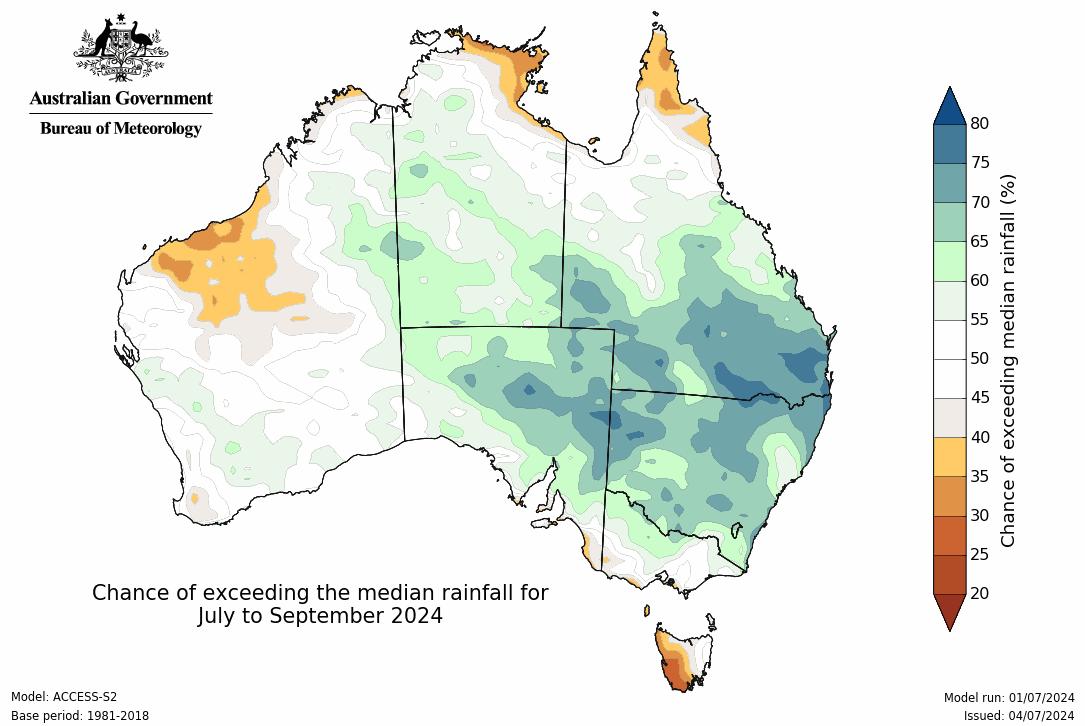 AUSTRALIA
Australian Government
Bureau of Meteorology
80
75
70
65
60
55
50
45
40
35
30
25
20
Chance of exceeding median rainfall (%)
Chance of exceeding the median rainfall for
July to September 2024
Model: ACCESS-S2
Base period: 1981-2018
Model run: 01/07/2024
Issued: 04/07/2024